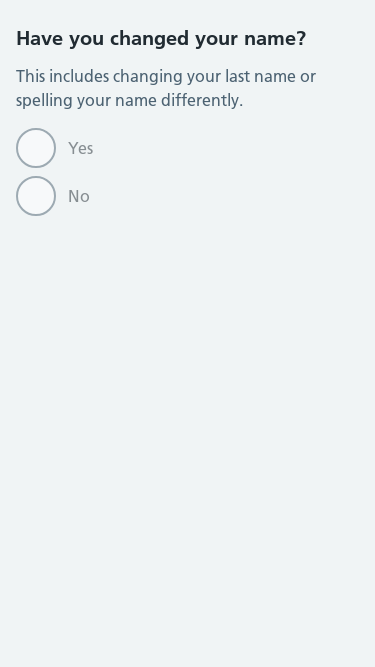 Have you changed your name?
This includes changing your last name or
spelling your name differently.
Yes
No